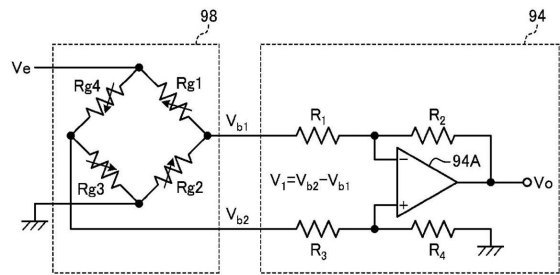 98
94
Ve
Rg4
Rg1
Rg3
Rg2
Vb1
Vb2
R1
R2
94A
V1=Vb2−Vb1
−
+
Vo
R3
R4